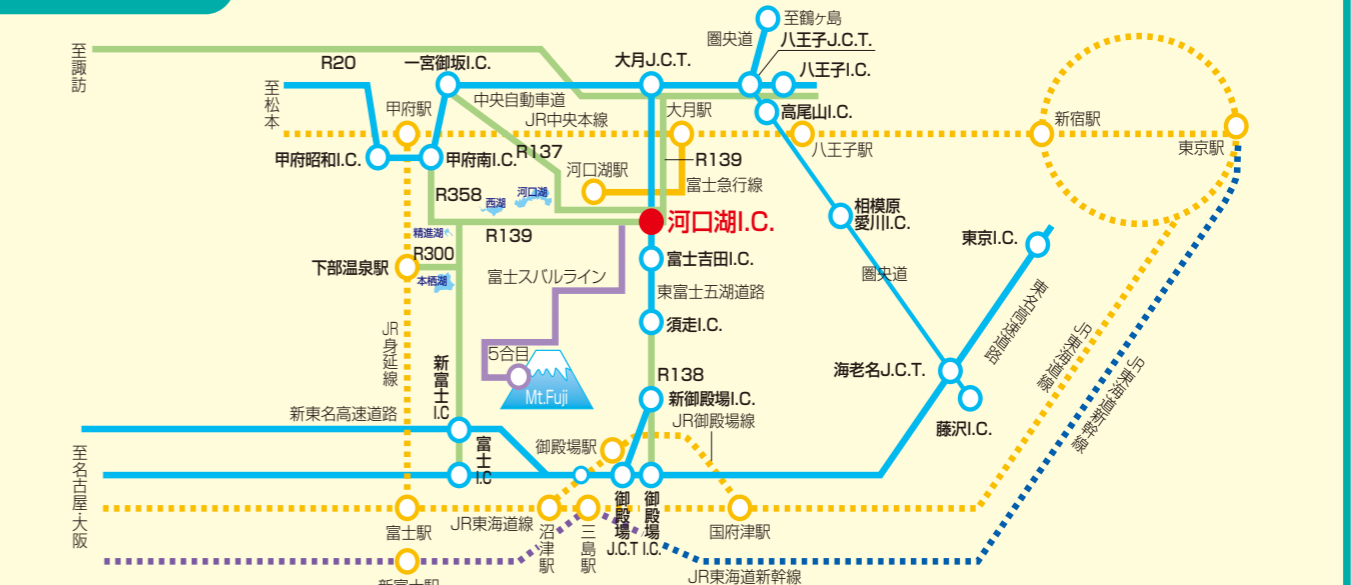 至鶴ヶ島
圏央道
八王子J.C.T.
至諏訪
R20
一宮御坂I.C.
大月J.C.T.
八王子I.C.
至松本
甲府駅
中央自動車道
JR中央本線
大月駅
高尾山I.C.
新宿駅
東京駅
八王子駅
甲府昭和I.C.
甲府南I.C.
R137
河口湖駅
R139
富士急行線
R358
西湖
河口湖
河口湖I.C.
相模原
愛川I.C.
精進湖
R139
東京I.C.
R300
下部温泉駅
本栖湖
富士スバルライン
富士吉田I.C.
圏央道
東富士五湖道路
東名高速道路
須走I.C.
JR身延線
JR東海道線
JR東海道新幹線
5合目
新富士I.C
Mt.Fuji
R138
海老名J.C.T.
新御殿場I.C.
新東名高速道路
JR御殿場線
藤沢I.C.
富士I.C
御殿場駅
至名古屋・大阪
御殿場J.C.T
御殿場I.C.
富士駅
JR東海道線
沼津駅
三島駅
国府津駅
JR東海道新幹線
新富士駅